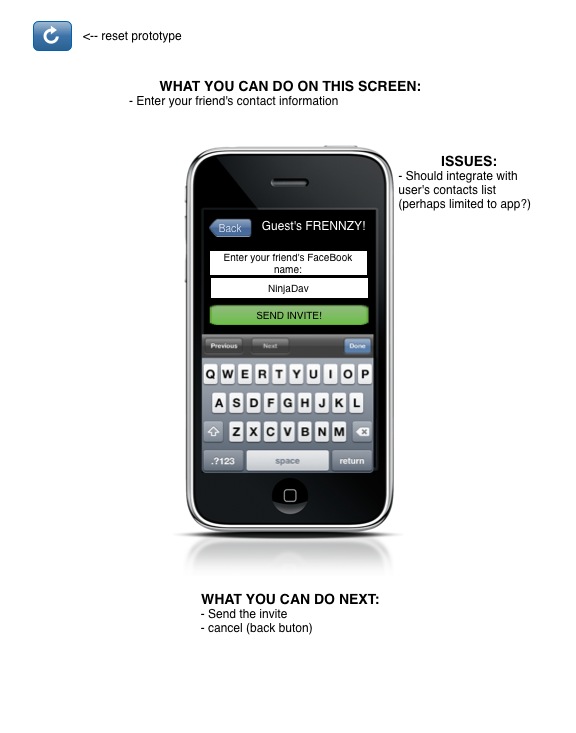 <-- reset prototype
WHAT YOU CAN DO ON THIS SCREEN:
- Enter your friend's contact information
ISSUES:
- Should integrate with
user's contacts list
(perhaps limited to app?)
Back
Guest's FRENNZY!
Enter your friend's FaceBook
name:
NinjaDav
SEND INVITE!
Previous Next Done
Q W E R T Y U I O P
A S D F G H J K L
Z X C V B N M
.?123 space return
WHAT YOU CAN DO NEXT:
- Send the invite
- cancel (back buton)